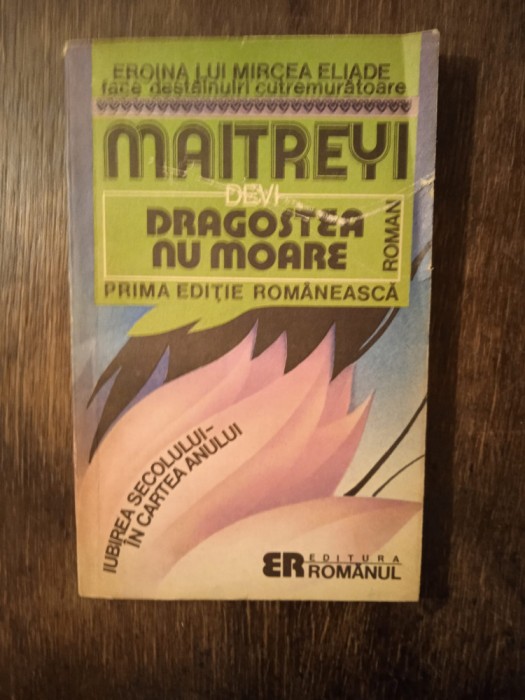 EROINA LUI MIRCEA ELIADE
face destăinuiri cutremurătoare
MAITREYI
DEVI
DRAGOSTEA
NU MOARE
ROMAN
PRIMA EDIȚIE ROMÂNEASCĂ
IUBIREA SECOLULUI-
ÎN CARTEA ANULUI
ER EDITURA
ROMÂNUL